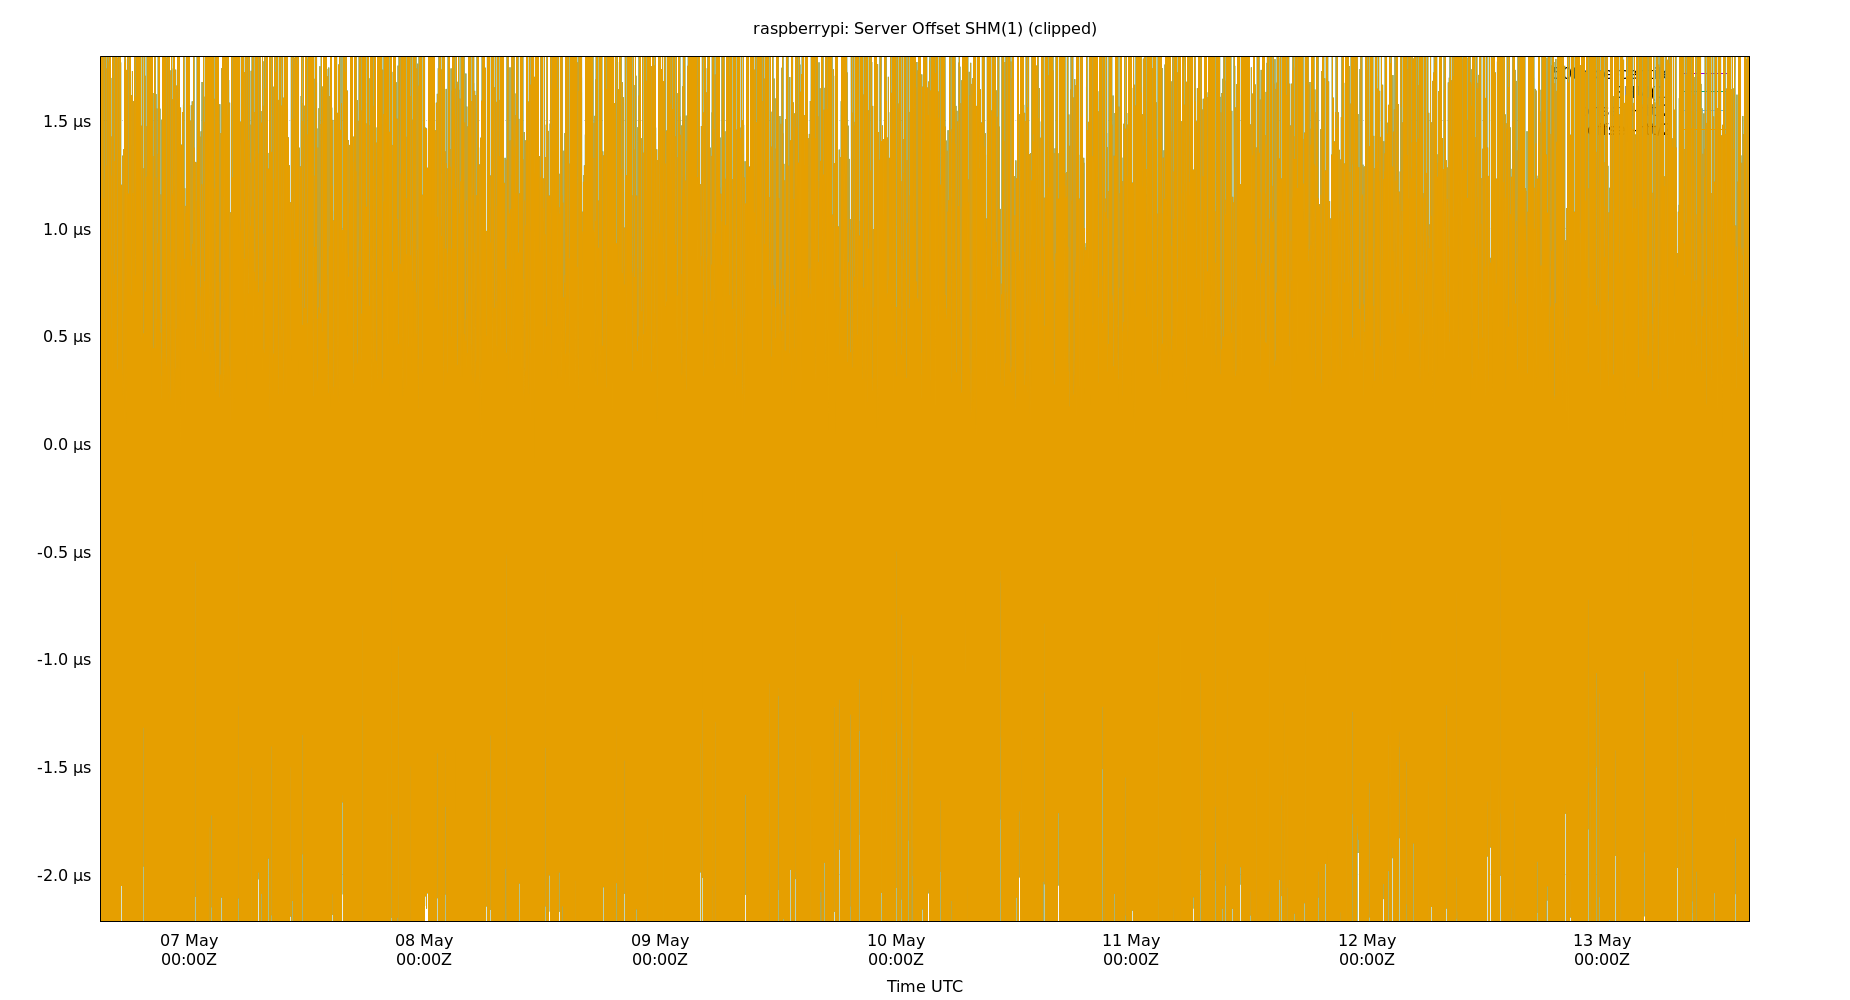 raspberrypi: Server Offset SHM(1) (clipped)
1.5 µs
1.0 µs
0.5 µs
0.0 µs
-0.5 µs
-1.0 µs
-1.5 µs
-2.0 µs
07 May 08 May 09 May 10 May 11 May 12 May 13 May
00:00Z 00:00Z 00:00Z 00:00Z 00:00Z 00:00Z 00:00Z
Time UTC